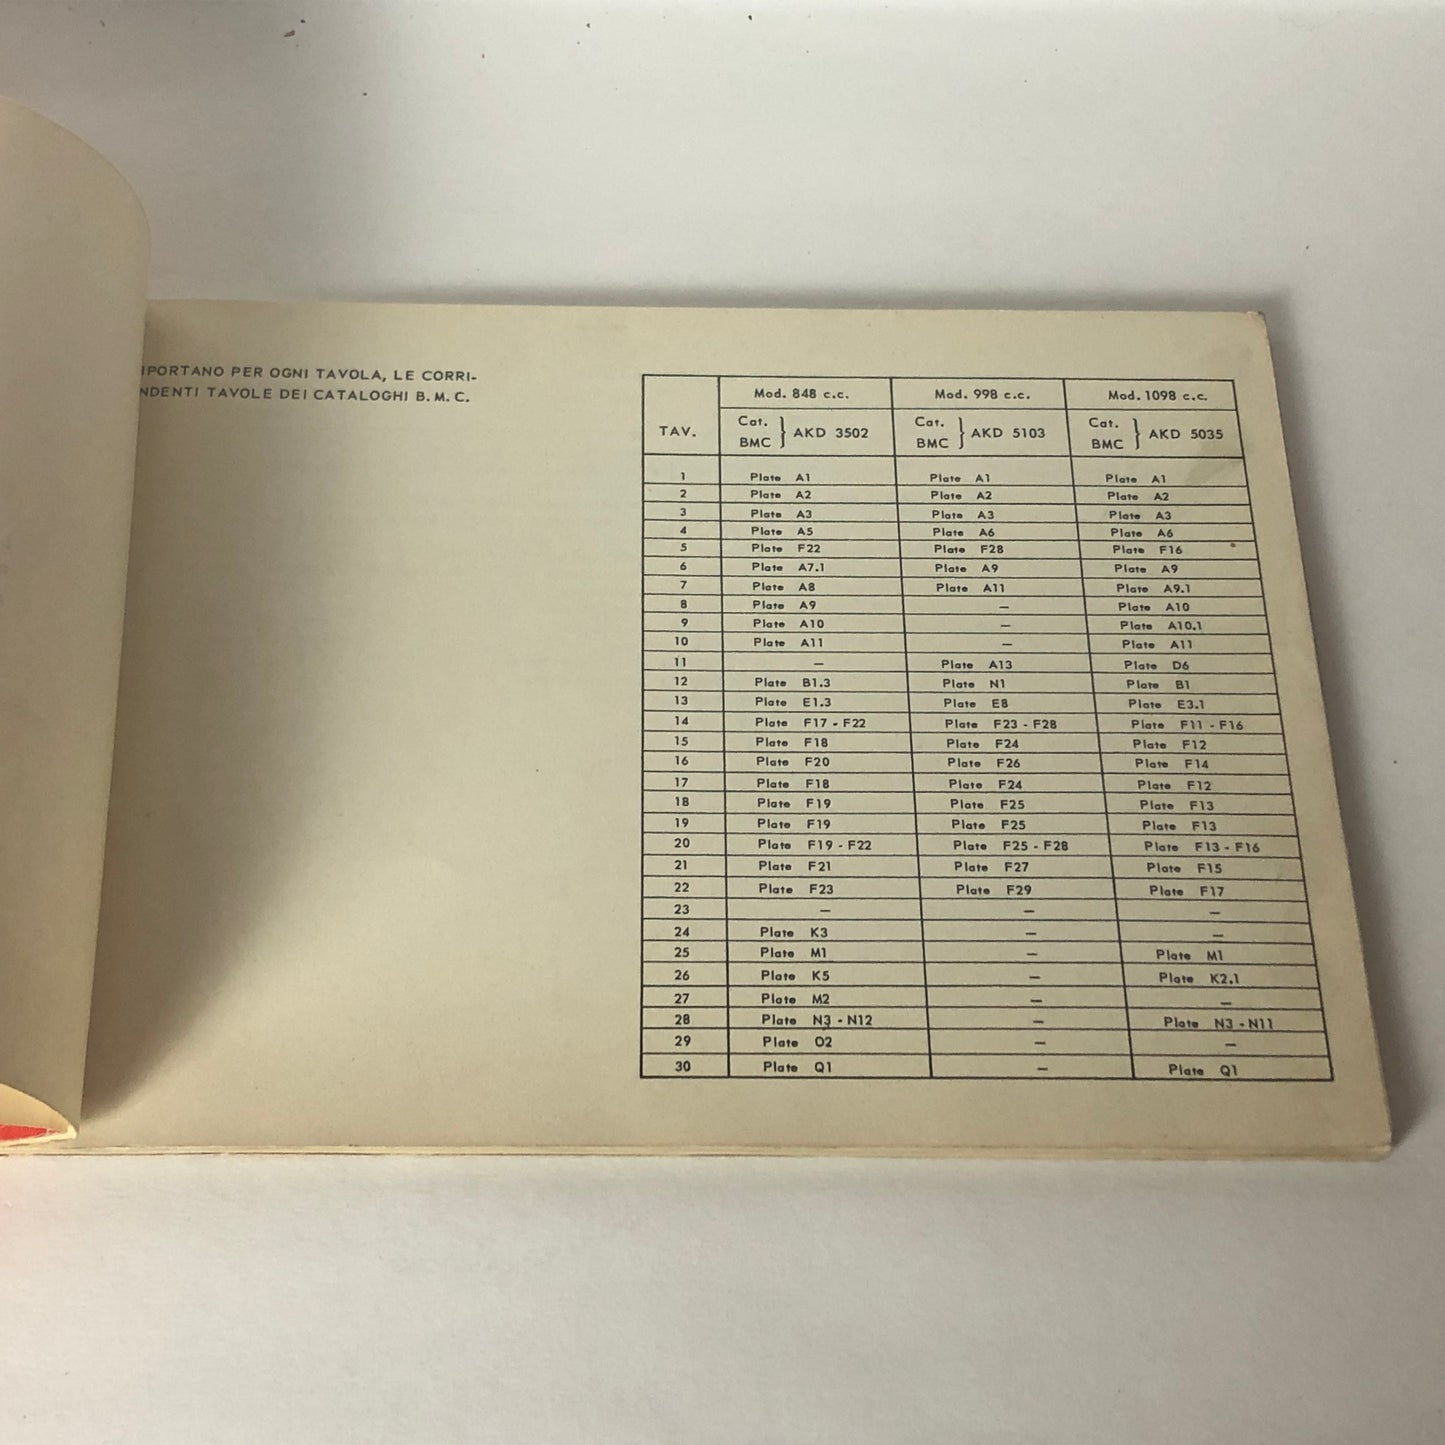 IPORTANO PER OGNI TAVOLA, LE CORRI-
NDENTI TAVOLE DEI CATALOGHI B. M. C.
TAV. Mod. 848 c.c. Mod. 998 c.c. Mod. 1098 c.c.
Cat. BMC } AKD 3502 Cat. BMC } AKD 5103 Cat. BMC } AKD 5035
1 Plate A1 Plate A1 Plate A1
2 Plate A2 Plate A2 Plate A2
3 Plate A3 Plate A3 Plate A3
4 Plate A5 Plate A6 Plate A6
5 Plate F22 Plate F28 Plate F16
6 Plate A7.1 Plate A9 Plate A9
7 Plate A8 Plate A11 Plate A9.1
8 Plate A9 – Plate A10
9 Plate A10 – Plate A10.1
10 Plate A11 – Plate A11
11 – Plate A13 Plate D6
12 Plate B1.3 Plate N1 Plate B1
13 Plate E1.3 Plate E8 Plate E3.1
14 Plate F17 - F22 Plate F23 - F28 Plate F11 - F16
15 Plate F18 Plate F24 Plate F12
16 Plate F20 Plate F26 Plate F14
17 Plate F18 Plate F24 Plate F12
18 Plate F19 Plate F25 Plate F13
19 Plate F19 Plate F25 Plate F13
20 Plate F19 - F22 Plate F25 - F28 Plate F13 - F16
21 Plate F21 Plate F27 Plate F15
22 Plate F23 Plate F29 Plate F17
23 – – –
24 Plate K3 – –
25 Plate M1 – Plate M1
26 Plate K5 – Plate K2.1
27 Plate M2 – –
28 Plate N3 - N12 – Plate N3 - N11
29 Plate O2 – –
30 Plate Q1 – Plate Q1